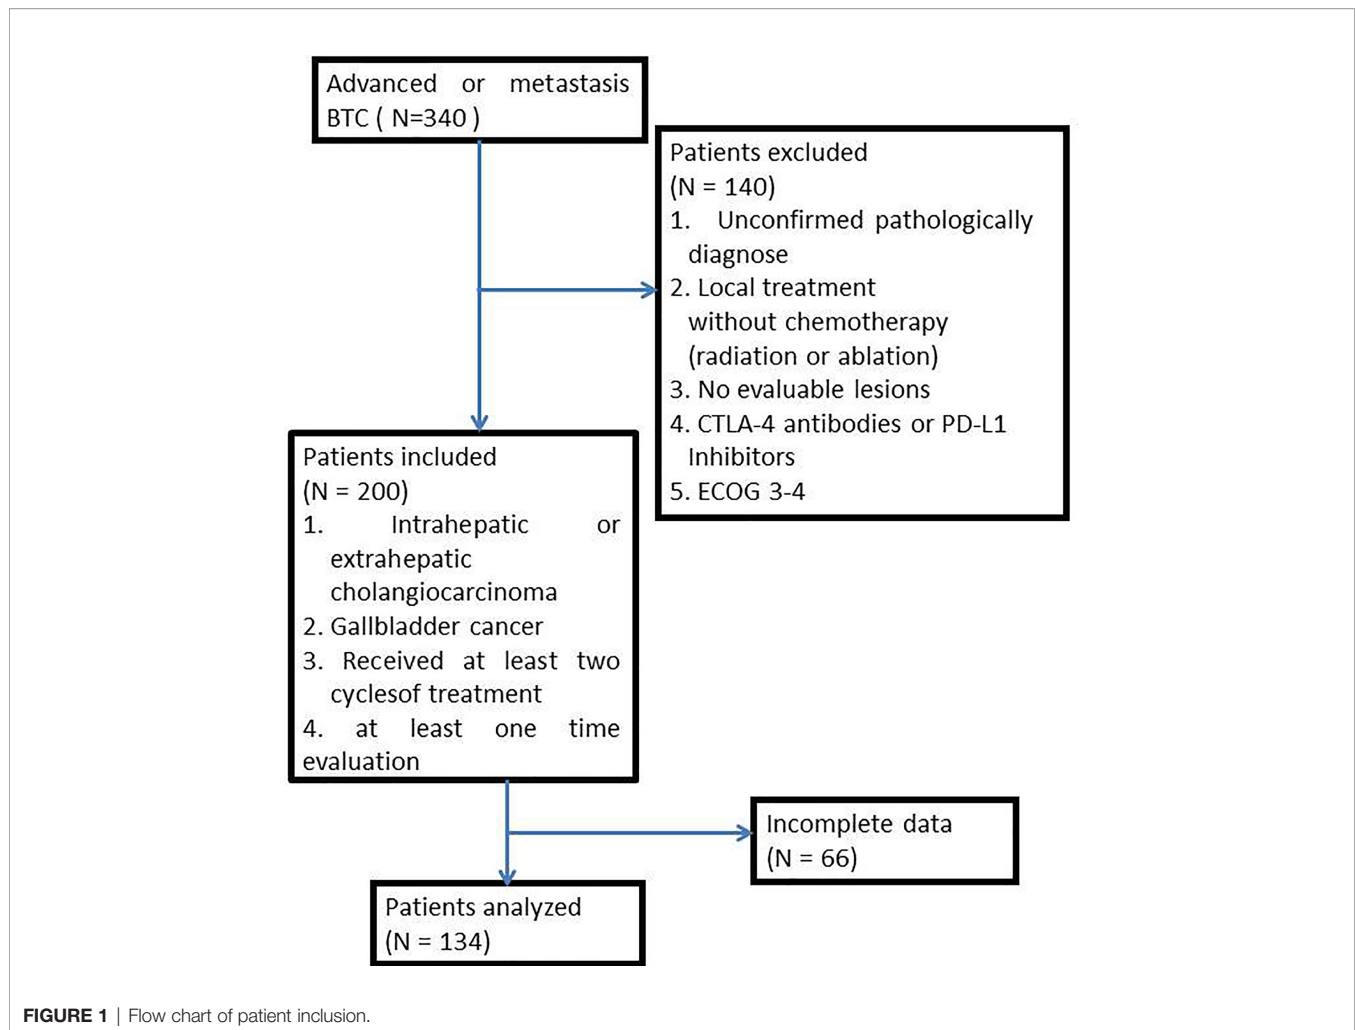 Advanced or metastasis
BTC ( N=340 )
Patients excluded
(N = 140)
1. Unconfirmed pathologically
diagnose
2. Local treatment
without chemotherapy
(radiation or ablation)
3. No evaluable lesions
4. CTLA-4 antibodies or PD-L1
Inhibitors
5. ECOG 3-4
Patients included
(N = 200)
1. Intrahepatic or
extrahepatic
cholangiocarcinoma
2. Gallbladder cancer
3. Received at least two
cyclesof treatment
4. at least one time
evaluation
Incomplete data
(N = 66)
Patients analyzed
(N = 134)
FIGURE 1 | Flow chart of patient inclusion.